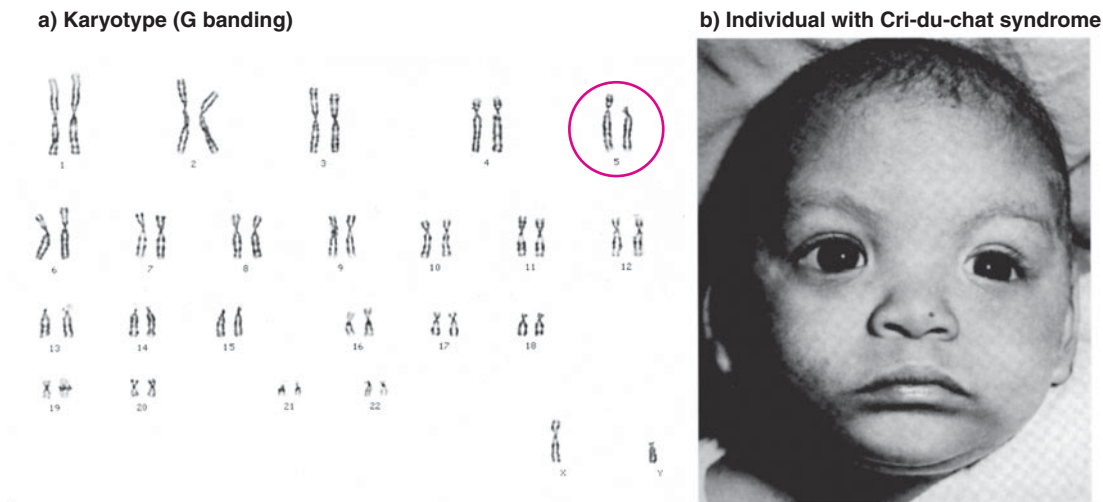 a) Karyotype (G banding)
b) Individual with Cri-du-chat syndrome
1 2 3 4 5
6 7 8 9 10 11 12
13 14 15 16 17 18
19 20 21 22
X Y